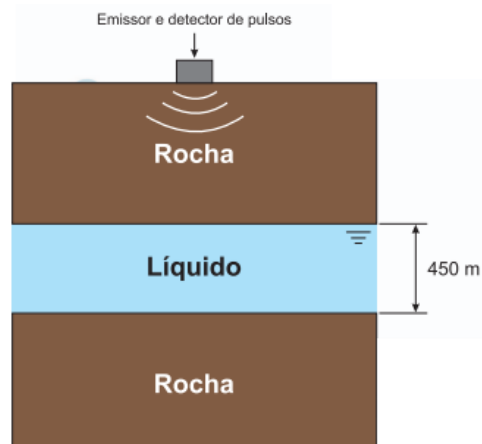 Emissor e detector de pulsos
Rocha
Líquido
450 m
Rocha